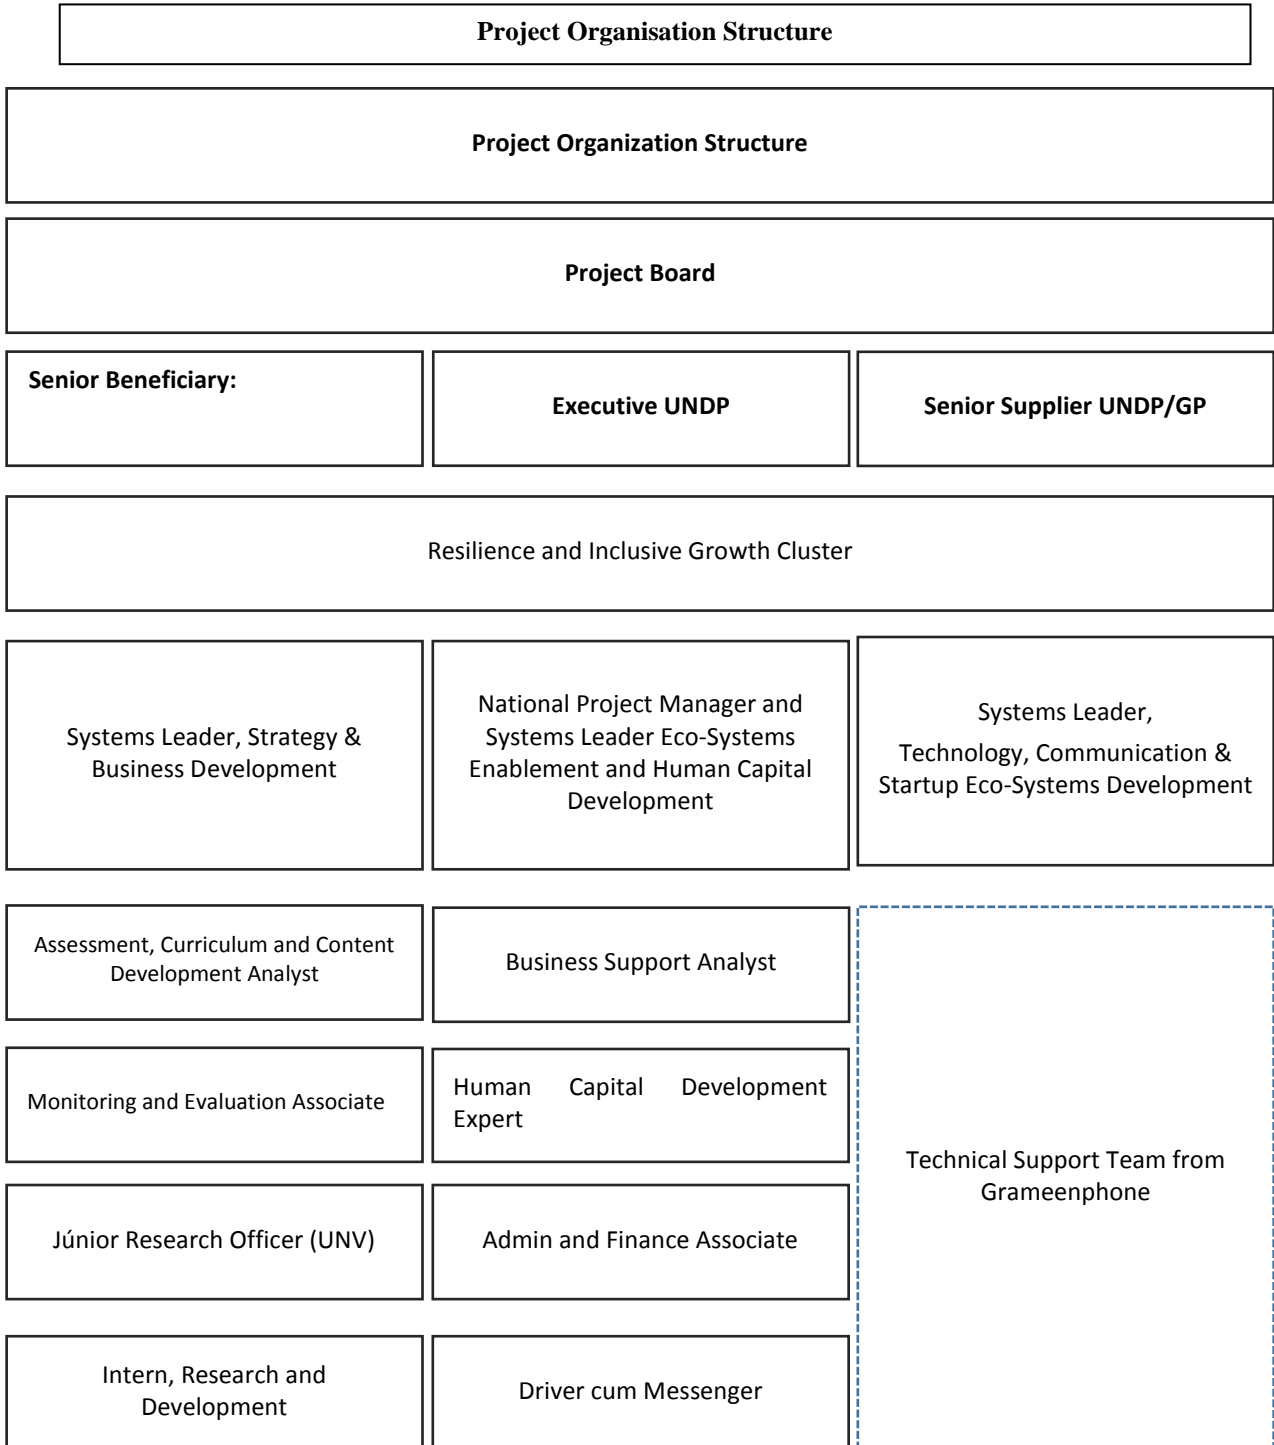 Project Organisation Structure
Project Organization Structure
Project Board
Senior Beneficiary:
Executive UNDP
Senior Supplier UNDP/GP
Resilience and Inclusive Growth Cluster
Systems Leader, Strategy &
Business Development
National Project Manager and
Systems Leader Eco-Systems
Enablement and Human Capital
Development
Systems Leader,
Technology, Communication &
Startup Eco-Systems Development
Assessment, Curriculum and Content
Development Analyst
Business Support Analyst
Monitoring and Evaluation Associate
Human Capital Development
Expert
Technical Support Team from
Grameenphone
Júnior Research Officer (UNV)
Admin and Finance Associate
Intern, Research and
Development
Driver cum Messenger